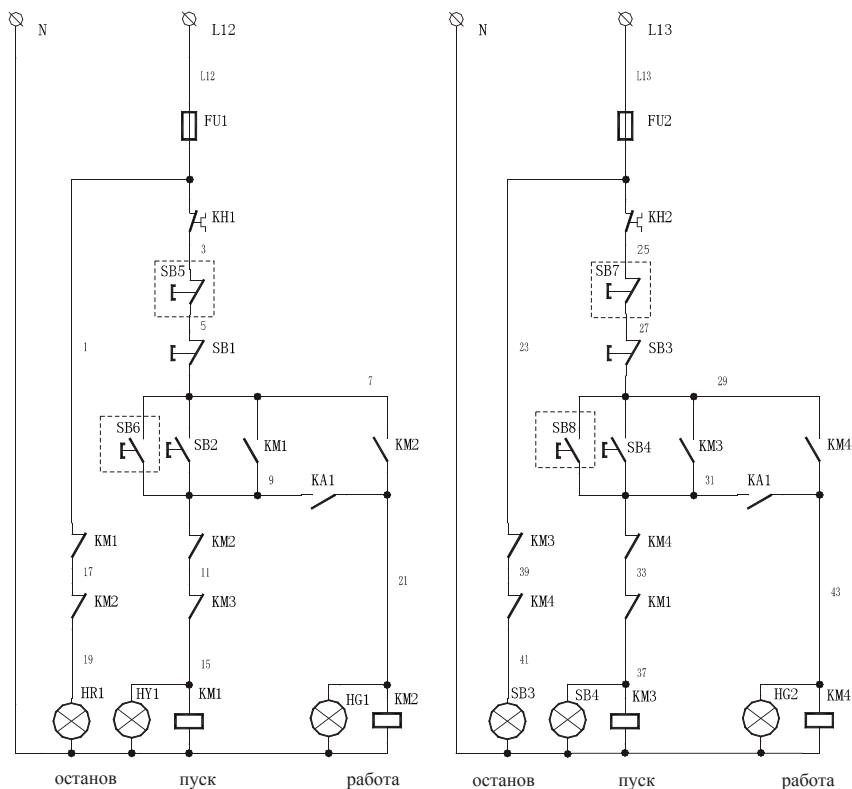 N L12 N L13
L12 L13
FU1 FU2
KH1 KH2
3 25
SB5 SB7
5 27
1 SB1 23 SB3
7 29
SB6 SB2 KM1 KM2 SB8 SB4 KM3 KM4
9 KA1 31 KA1
KM1 KM2 KM3 KM4
17 11 21 39 33 43
KM2 KM3 KM4 KM1
19 15 41 37
HR1 HY1 KM1 HG1 KM2 SB3 SB4 KM3 HG2 KM4
останов пуск работа останов пуск работа